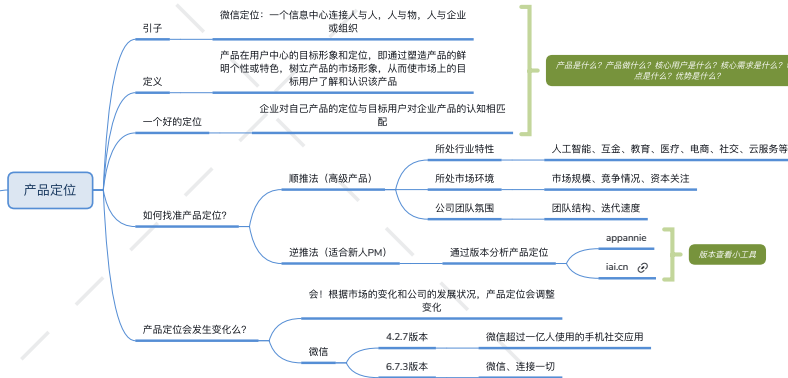 产品定位
引子
微信定位：一个信息中心连接人与人，人与物，人与企业
或组织
定义
产品在用户中心的目标形象和定位，即通过塑造产品的鲜
明个性或特色，树立产品的市场形象，从而使市场上的目
标用户了解和认识该产品
一个好的定位
企业对自己产品的定位与目标用户对企业产品的认知相匹
配
产品是什么？产品做什么？核心用户是什么？核心需求是什么？
点是什么？优势是什么？
如何找准产品定位？
顺推法（高级产品）
所处行业特性
人工智能、互金、教育、医疗、电商、社交、云服务等
所处市场环境
市场规模、竞争情况、资本关注
公司团队氛围
团队结构、迭代速度
逆推法（适合新人PM）
通过版本分析产品定位
appannie
iai.cn
版本查看小工具
产品定位会发生变化么？
会！根据市场的变化和公司的发展状况，产品定位会调整
变化
微信
4.2.7版本
微信超过一亿人使用的手机社交应用
6.7.3版本
微信、连接一切